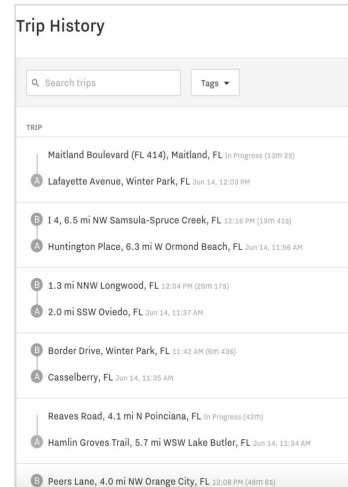 Trip History
Search trips
Tags
TRIP
Maitland Boulevard (FL 414), Maitland, FL In Progress (13m 2s)
A Lafayette Avenue, Winter Park, FL Jun 14, 12:03 PM
B I 4, 6.5 mi NW Samsula-Spruce Creek, FL 12:16 PM (19m 41s)
A Huntington Place, 6.3 mi W Ormond Beach, FL Jun 14, 11:56 AM
B 1.3 mi NNW Longwood, FL 12:04 PM (26m 17s)
A 2.0 mi SSW Oviedo, FL Jun 14, 11:37 AM
B Border Drive, Winter Park, FL 11:42 AM (6m 43s)
A Casselberry, FL Jun 14, 11:35 AM
Reaves Road, 4.1 mi N Poinciana, FL In Progress (42m)
A Hamlin Groves Trail, 5.7 mi WSW Lake Butler, FL Jun 14, 11:34 AM
B Peers Lane, 4.0 mi NW Orange City, FL 12:08 PM (48m 8s)